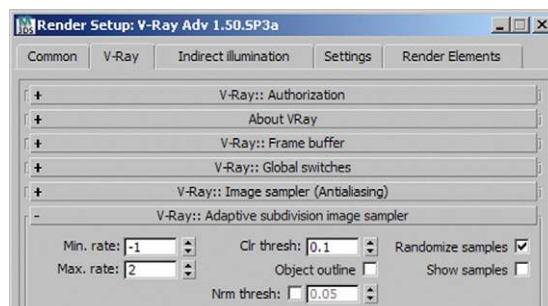 Render Setup: V-Ray Adv 1.50.SP3a
Common V-Ray Indirect illumination Settings Render Elements
+ V-Ray:: Authorization
+ About VRay
+ V-Ray:: Frame buffer
+ V-Ray:: Global switches
+ V-Ray:: Image sampler (Antialiasing)
- V-Ray:: Adaptive subdivision image sampler
Min. rate: -1 Clr thresh: 0.1 Randomize samples
Max. rate: 2 Object outline Show samples
Nrm thresh: 0.05